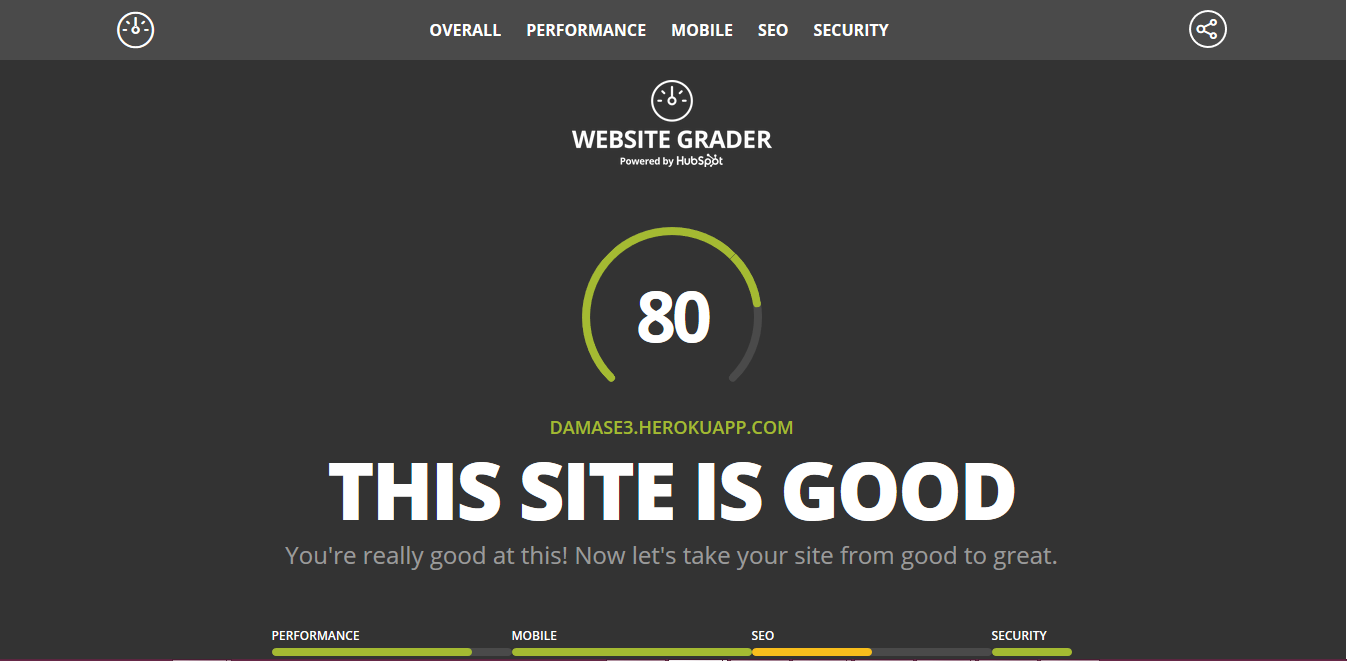 OVERALL PERFORMANCE MOBILE SEO SECURITY
WEBSITE GRADER
Powered by HubSpot
80
DAMASE3.HEROKUAPP.COM
THIS SITE IS GOOD
You're really good at this! Now let's take your site from good to great.
PERFORMANCE MOBILE SEO SECURITY